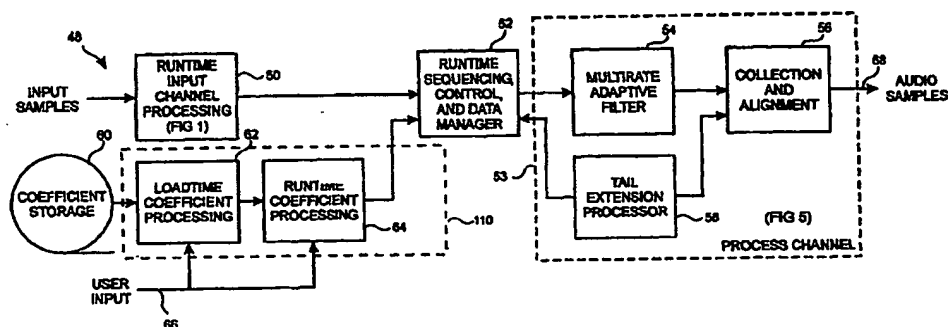 48
INPUT
SAMPLES
RUNTIME
INPUT
CHANNEL
PROCESSING
(FIG 1)
50
52
RUNTIME
SEQUENCING,
CONTROL,
AND DATA
MANAGER
54
MULTIRATE
ADAPTIVE
FILTER
56
COLLECTION
AND
ALIGNMENT
68
AUDIO
SAMPLES
60
COEFFICIENT
STORAGE
62
LOADTIME
COEFFICIENT
PROCESSING
RUNTIME
COEFFICIENT
PROCESSING
64
110
53
TAIL
EXTENSION
PROCESSOR
58
(FIG 5)
PROCESS CHANNEL
USER
INPUT
66